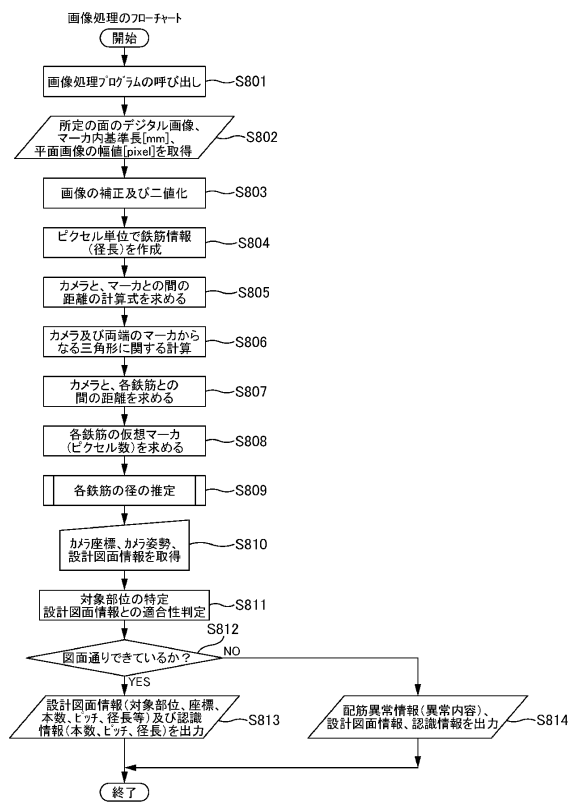 画像処理のフローチャート
開始
画像処理プログラムの呼び出し
S801
所定の面のデジタル画像、
マーカ内基準長[mm]、
平面画像の幅値[pixel]を取得
S802
画像の補正及び二値化
S803
ピクセル単位で鉄筋情報
(径長)を作成
S804
カメラと、マーカとの間の
距離の計算式を求める
S805
カメラ及び両端のマーカから
なる三角形に関する計算
S806
カメラと、各鉄筋との
間の距離を求める
S807
各鉄筋の仮想マーカ
(ピクセル数)を求める
S808
各鉄筋の径の推定
S809
カメラ座標、カメラ姿勢、
設計図面情報を取得
S810
対象部位の特定
設計図面情報との適合性判定
S811
S812
図面通りできているか?
NO
YES
設計図面情報(対象部位、座標、
本数、ピッチ、径長等)及び認識
情報(本数、ピッチ、径長)を出力
S813
配筋異常情報(異常内容)、
設計図面情報、認識情報を出力
S814
終了